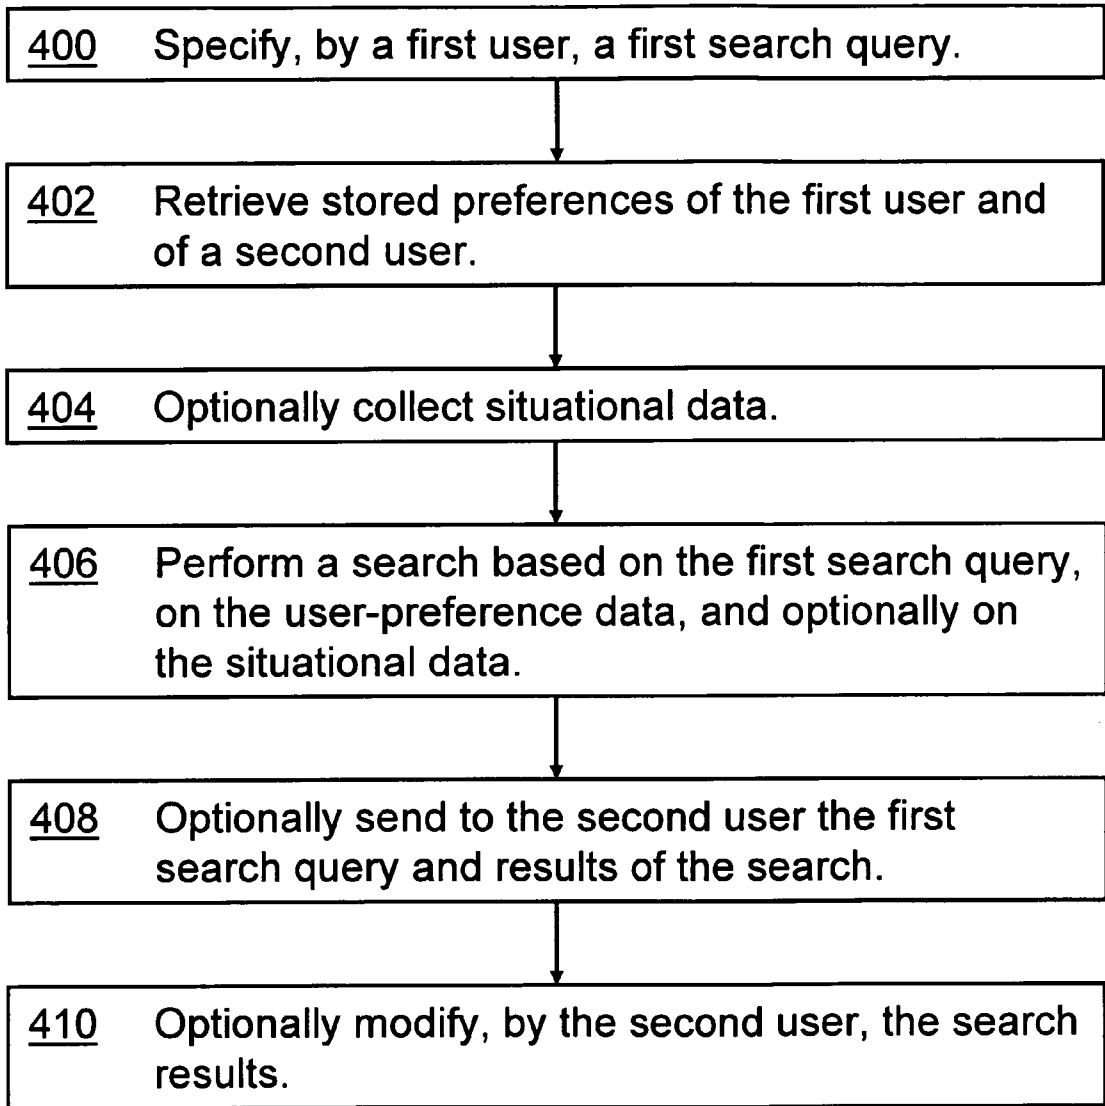 400 Specify, by a first user, a first search query.
402 Retrieve stored preferences of the first user and
of a second user.
404 Optionally collect situational data.
406 Perform a search based on the first search query,
on the user-preference data, and optionally on
the situational data.
408 Optionally send to the second user the first
search query and results of the search.
410 Optionally modify, by the second user, the search
results.